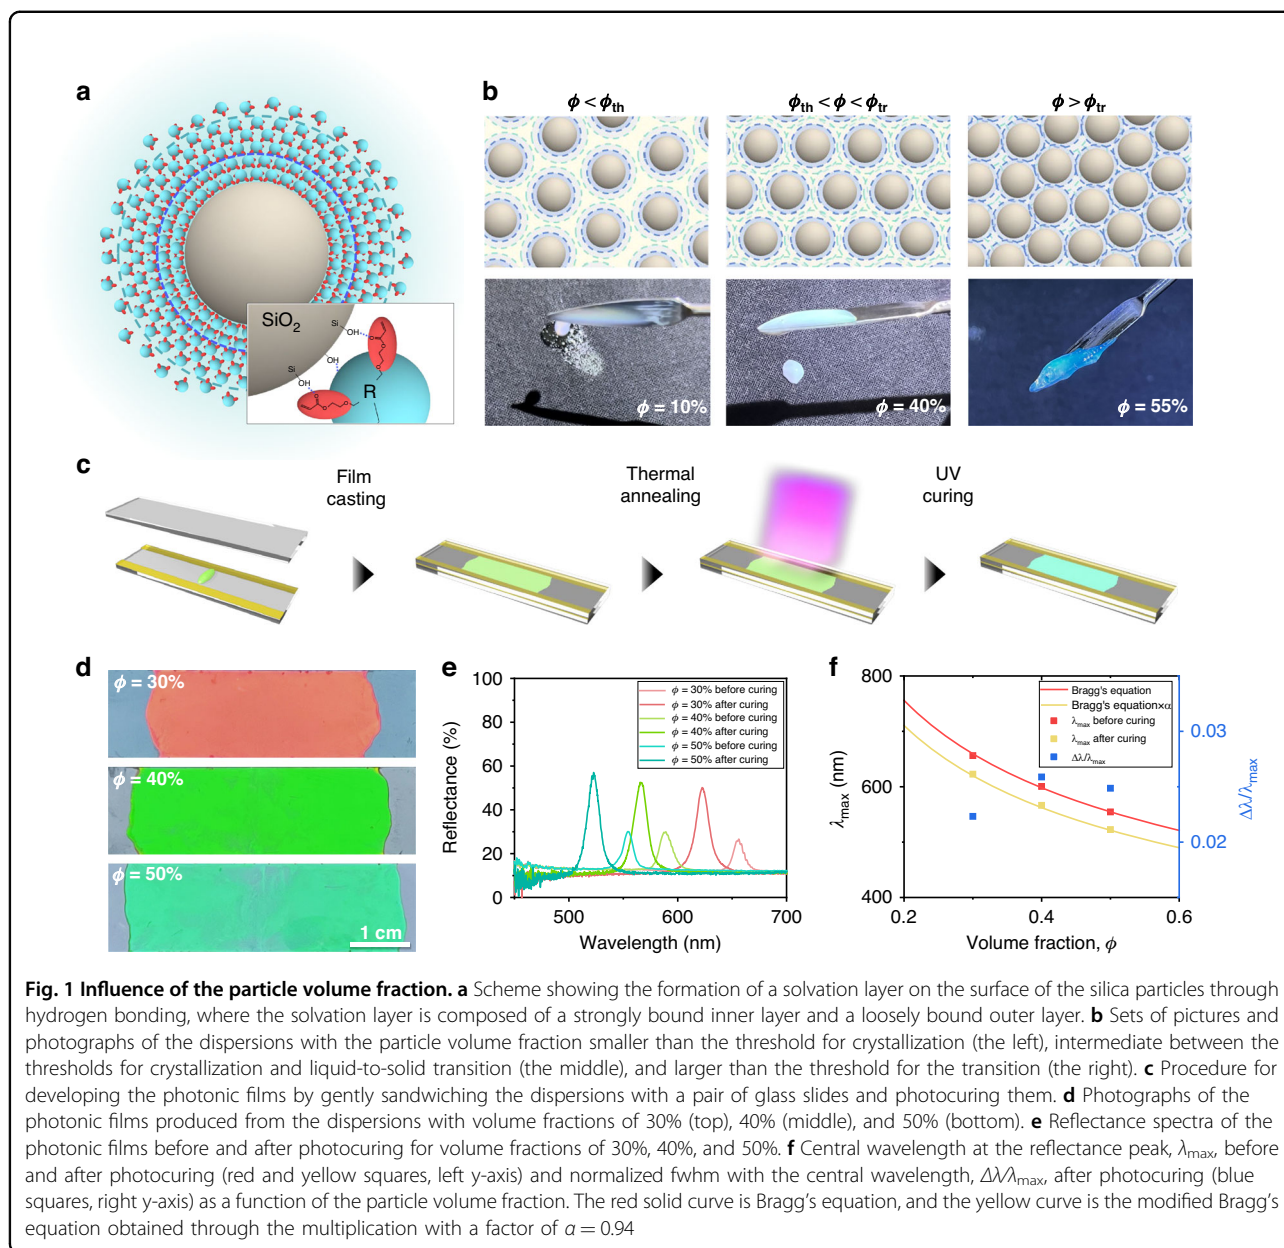 a
SiO2
Si
OH
OH
Si
OH
O
O
R
b
ϕ < ϕth
ϕth < ϕ < ϕtr
ϕ > ϕtr
ϕ = 10%
ϕ = 40%
ϕ = 55%
c
Film
casting
Thermal
annealing
UV
curing
d
ϕ = 30%
ϕ = 40%
ϕ = 50%
1 cm
e
100
80
60
40
20
0
Reflectance (%)
500
600
700
Wavelength (nm)
ϕ = 30% before curing
ϕ = 30% after curing
ϕ = 40% before curing
ϕ = 40% after curing
ϕ = 50% before curing
ϕ = 50% after curing
f
800
600
400
λmax (nm)
0.2
0.3
0.4
0.5
0.6
Volume fraction, ϕ
0.03
0.02
Δλ/λmax
Bragg's equation
Bragg's equation×α
λmax before curing
λmax after curing
Δλ/λmax
Fig. 1 Influence of the particle volume fraction. a Scheme showing the formation of a solvation layer on the surface of the silica particles through
hydrogen bonding, where the solvation layer is composed of a strongly bound inner layer and a loosely bound outer layer. b Sets of pictures and
photographs of the dispersions with the particle volume fraction smaller than the threshold for crystallization (the left), intermediate between the
thresholds for crystallization and liquid-to-solid transition (the middle), and larger than the threshold for the transition (the right). c Procedure for
developing the photonic films by gently sandwiching the dispersions with a pair of glass slides and photocuring them. d Photographs of the
photonic films produced from the dispersions with volume fractions of 30% (top), 40% (middle), and 50% (bottom). e Reflectance spectra of the
photonic films before and after photocuring for volume fractions of 30%, 40%, and 50%. f Central wavelength at the reflectance peak, λmax, before
and after photocuring (red and yellow squares, left y-axis) and normalized fwhm with the central wavelength, Δλ/λmax, after photocuring (blue
squares, right y-axis) as a function of the particle volume fraction. The red solid curve is Bragg's equation, and the yellow curve is the modified Bragg's
equation obtained through the multiplication with a factor of α = 0.94